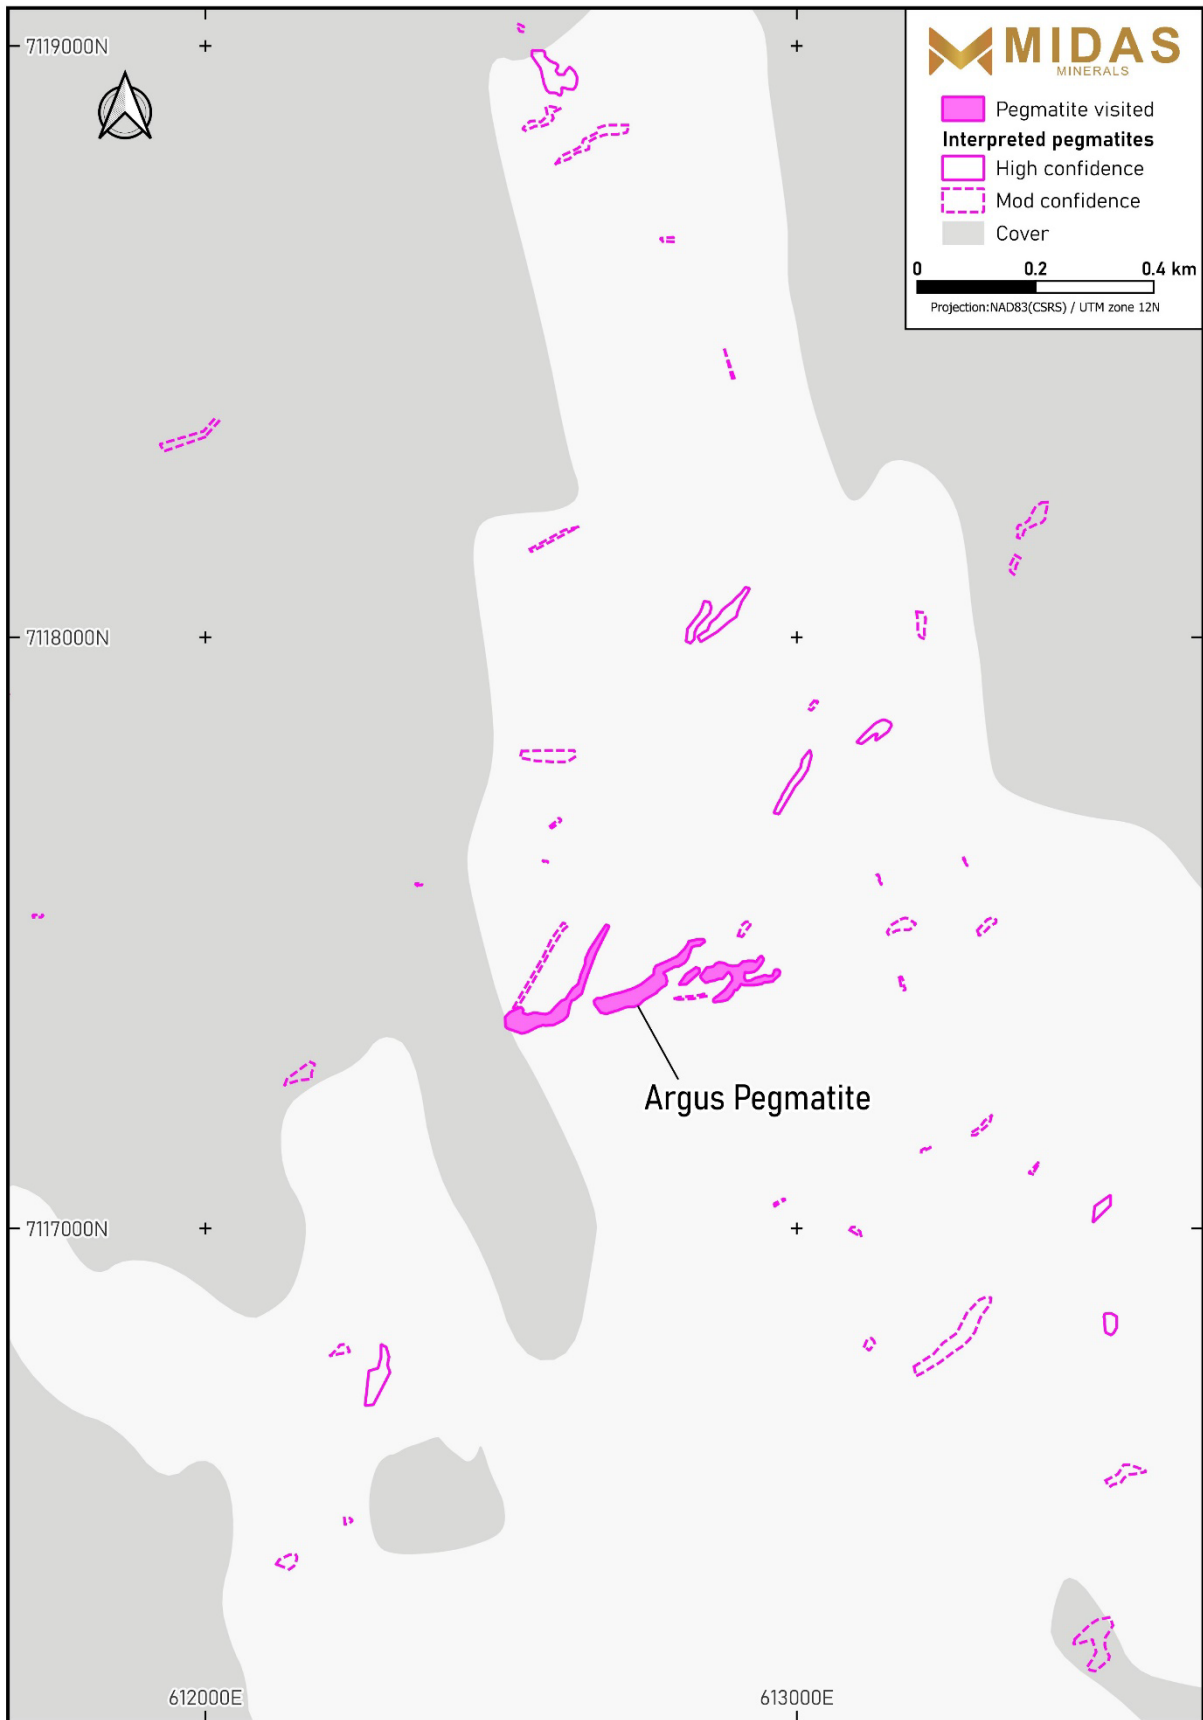 7119000N
MIDAS
MINERALS
Pegmatite visited
Interpreted pegmatites
High confidence
Mod confidence
Cover
0 0.2 0.4 km
Projection:NAD83(CSRS) / UTM zone 12N
7118000N
Argus Pegmatite
7117000N
612000E 613000E